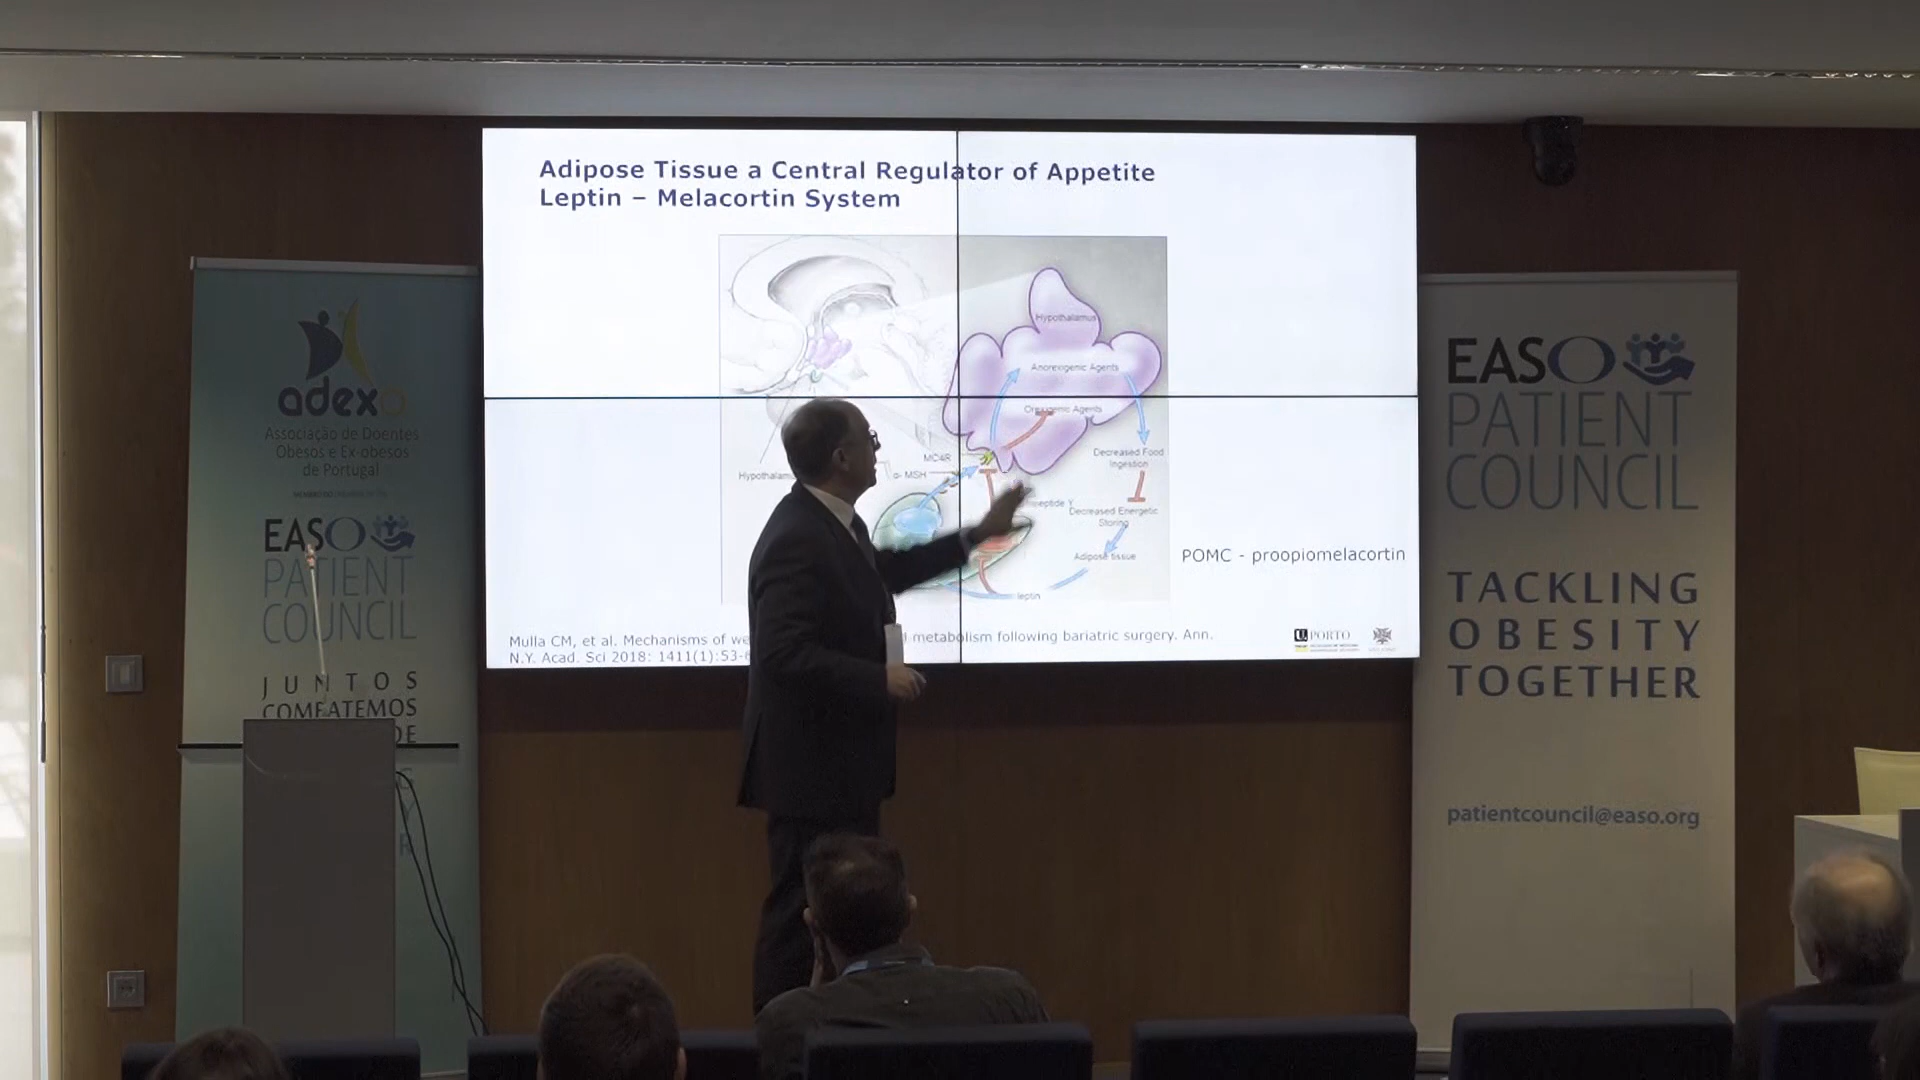 Adipose Tissue a Central Regulator of Appetite
Leptin – Melacortin System
Hypothalamus
Anorexigenic Agents
Orexigenic Agents
MC4R
α- MSH
Decreased Food
Ingestion
Decreased Energetic
Storing
Adipose tissue
leptin
POMC - proopiomelacortin
Mulla CM, et al. Mechanisms of metabolism following bariatric surgery. Ann.
N.Y. Acad. Sci 2018: 1411(1):53-
U. PORTO
adexo
Associação de Doentes
Obesos e Ex-obesos
de Portugal
EASO
PATIENT
COUNCIL
JUNTOS
COMBATEMOS
EASO
PATIENT
COUNCIL
TACKLING
OBESITY
TOGETHER
patientcouncil@easo.org